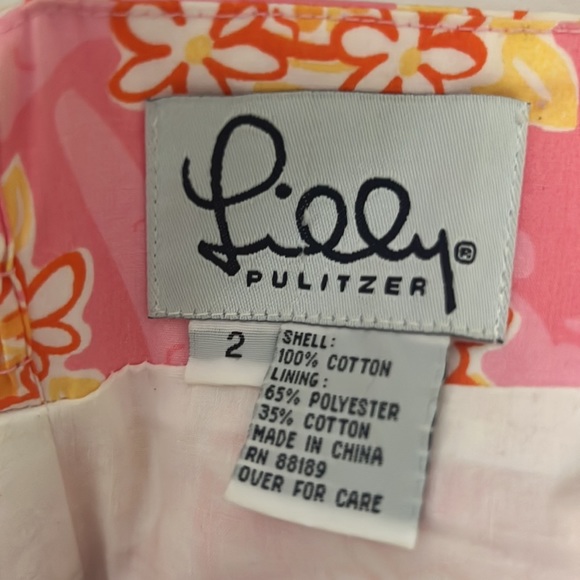 Lilly®
PULITZER
2
SHELL:
100% COTTON
LINING:
65% POLYESTER
35% COTTON
MADE IN CHINA
RN 88189
OVER FOR CARE